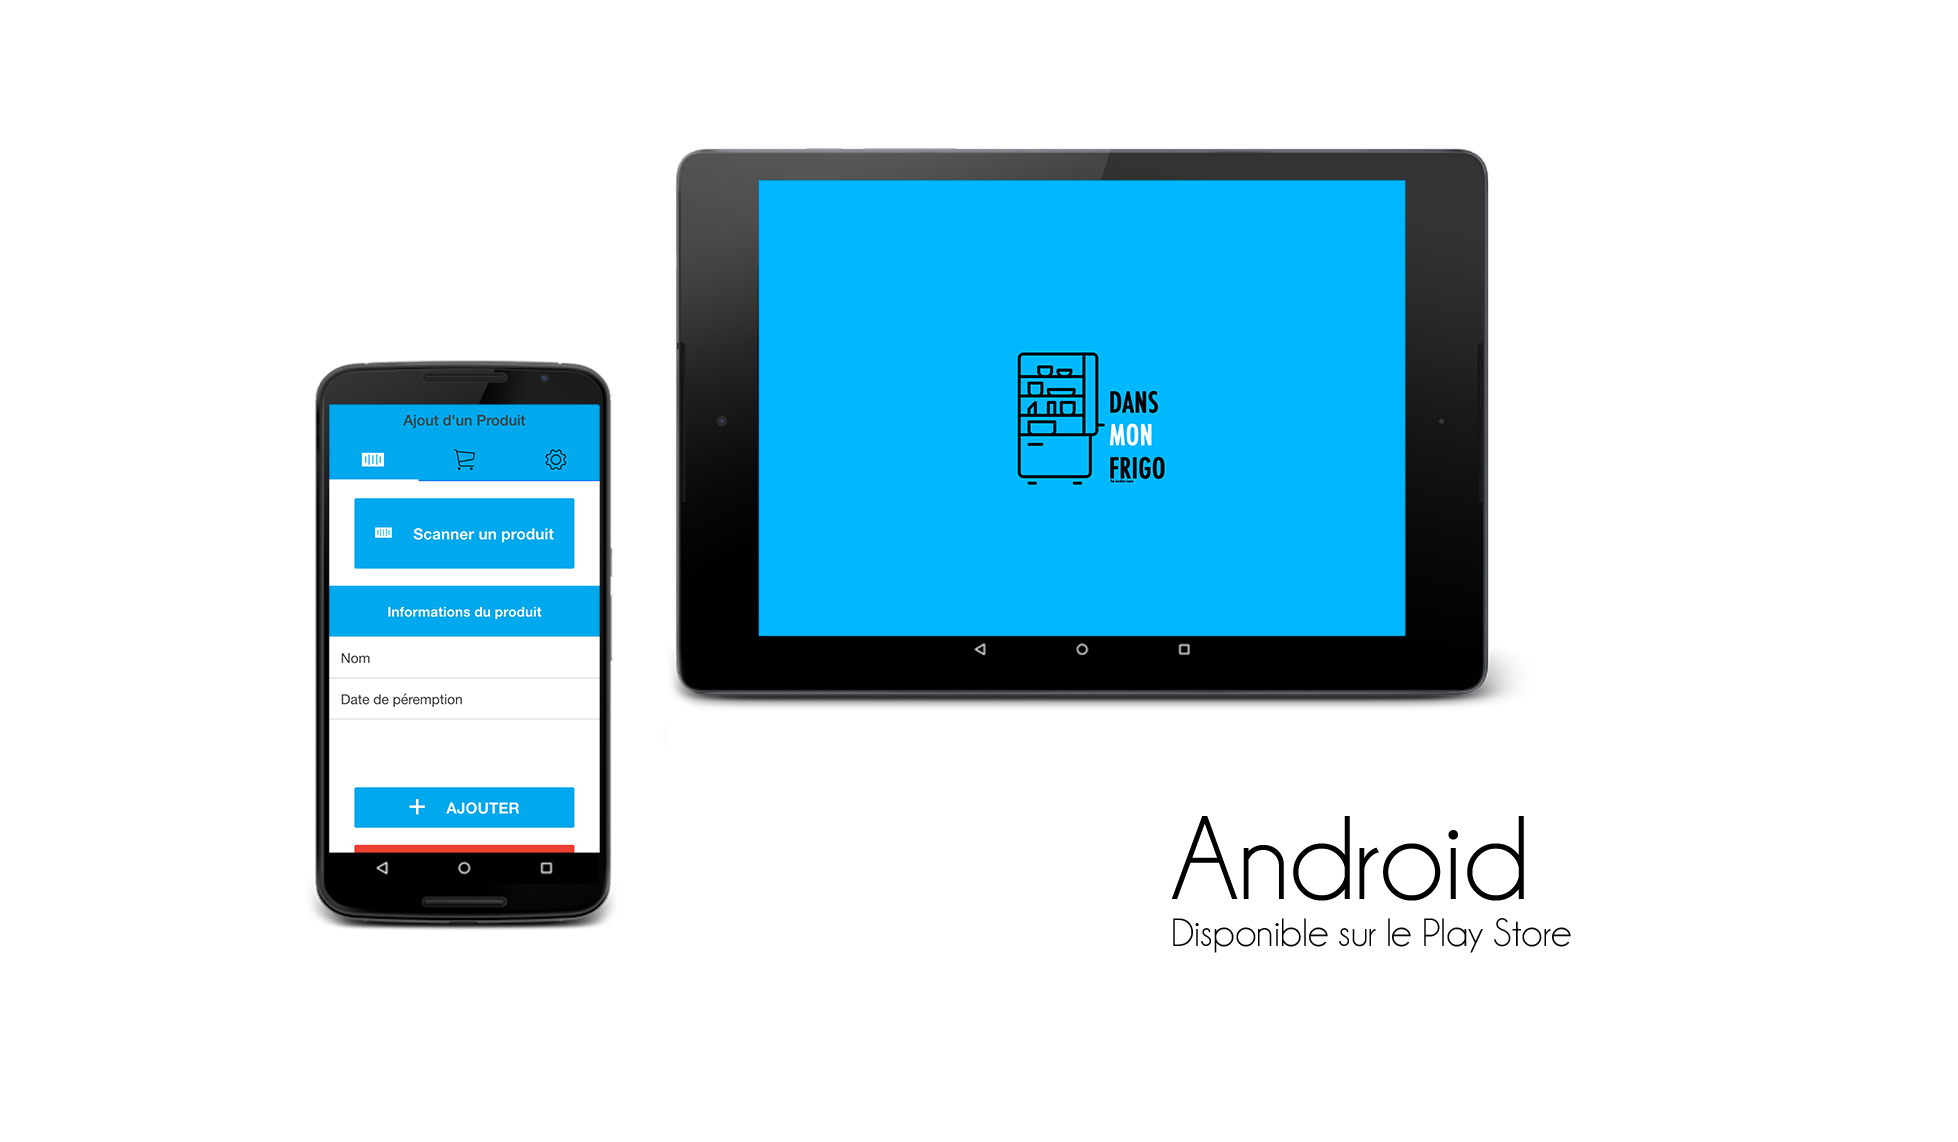 Ajout d'un Produit
Scanner un produit
Informations du produit
Nom
Date de péremption
AJOUTER
DANS
MON
FRIGO
Android
Disponible sur le Play Store